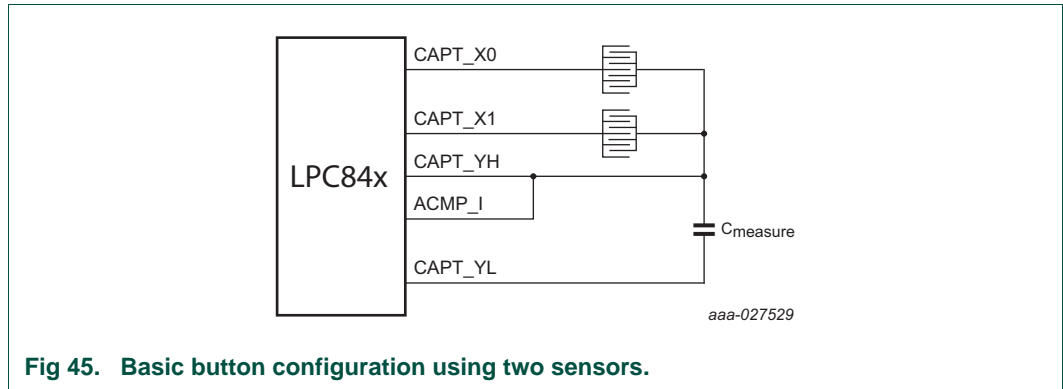 CAPT_X0
CAPT_X1
CAPT_YH
LPC84x
ACMP_I
Cmeasure
CAPT_YL
aaa-027529
Fig 45. Basic button configuration using two sensors.